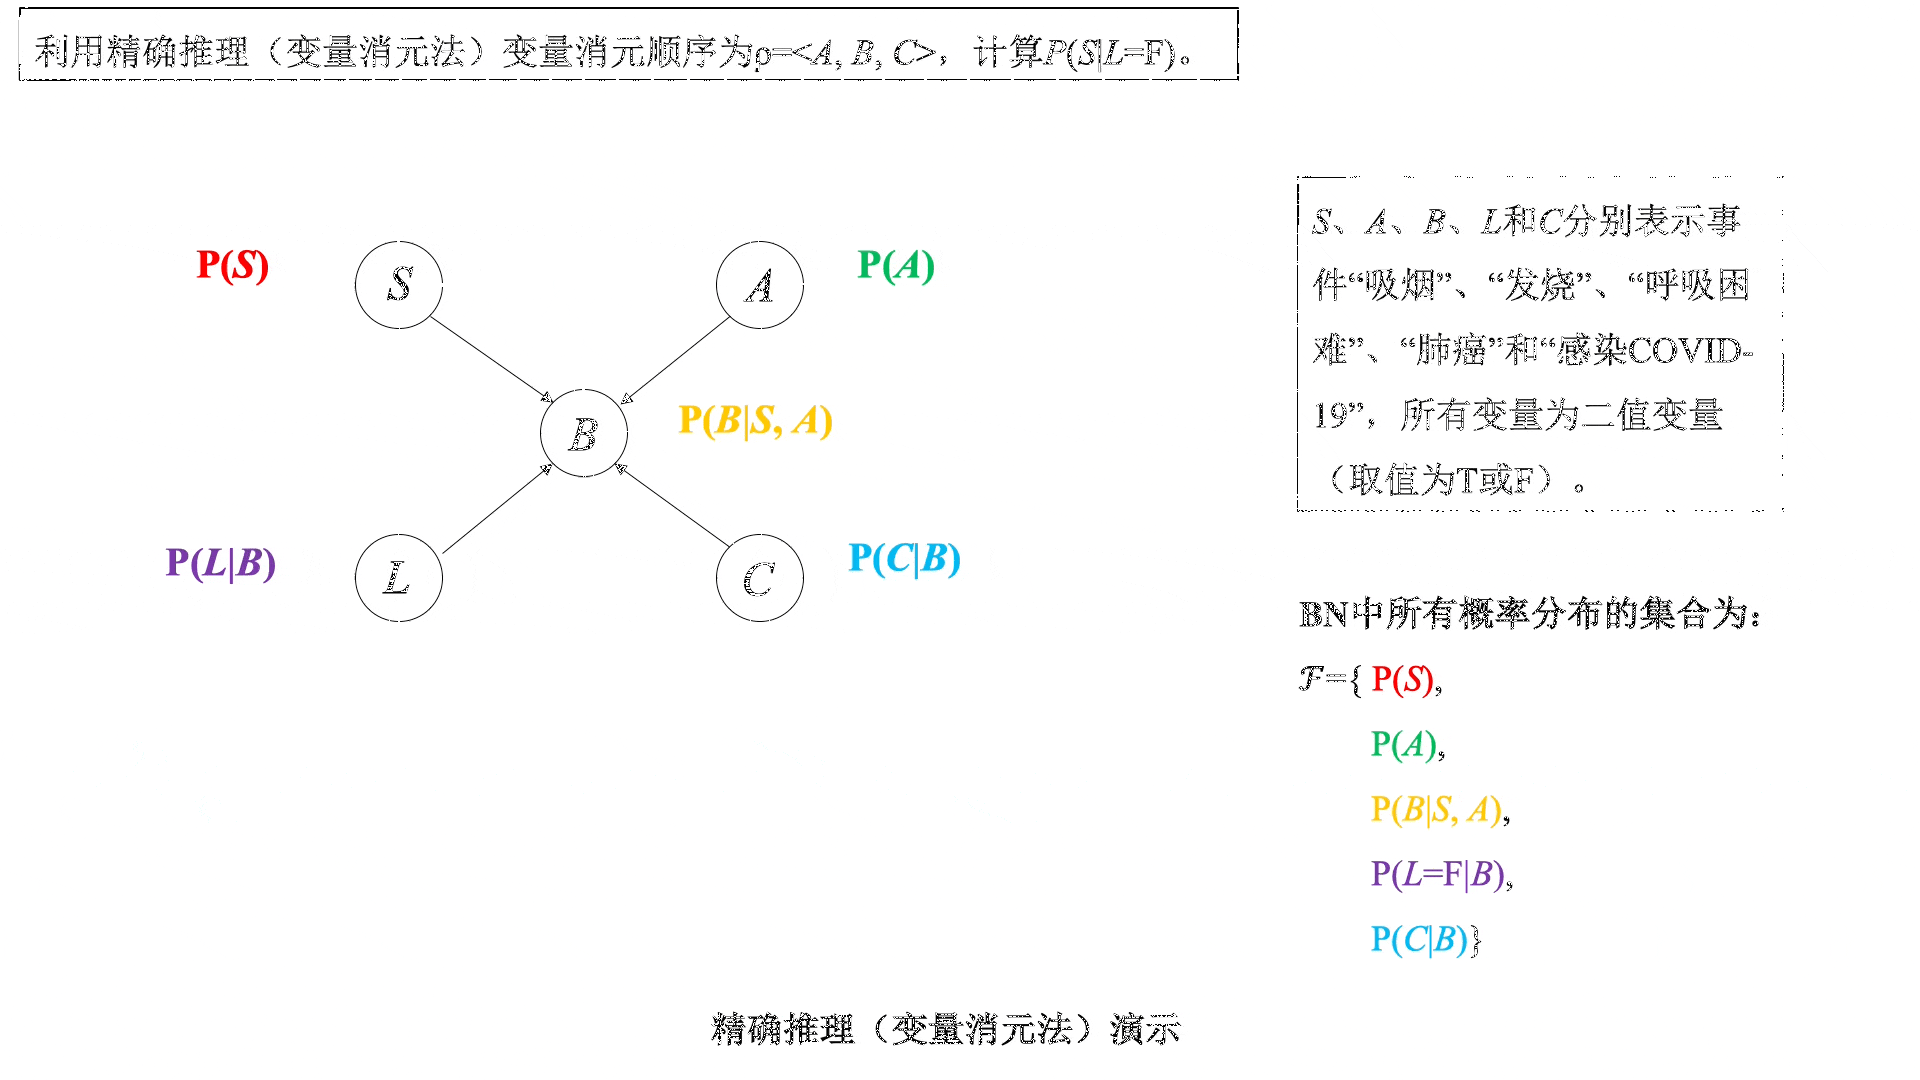 利用精确推理（变量消元法）变量消元顺序为ρ=<A, B, C>，计算P(S|L=F)。
P(S)
S
A
P(A)
B
P(B|S, A)
P(L|B)
L
C
P(C|B)
S、A、B、L和C分别表示事
件“吸烟”、“发烧”、“呼吸困
难”、“肺癌”和“感染COVID-
19”，所有变量为二值变量
（取值为T或F）。
BN中所有概率分布的集合为：
ℱ={ P(S),
P(A),
P(B|S, A),
P(L=F|B),
P(C|B)}
精确推理（变量消元法）演示